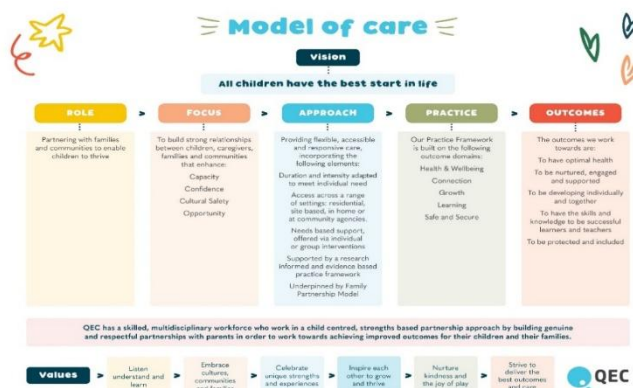 Model of care
Vision
All children have the best start in life
ROLE
Partnering with families
and communities to enable
children to thrive
FOCUS
To build strong relationships
between children, caregivers,
families and communities
that enhance:
Capacity
Confidence
Cultural Safety
Opportunity
APPROACH
Providing flexible, accessible
and responsive care,
incorporating the
following elements:
Duration and intensity adapted
to meet individual need
Access across a range
of settings: residential,
site based, in home or
at community agencies.
Needs based support,
offered via individual
or group interventions
Supported by a research
informed and evidence based
practice framework
Underpinned by Family
Partnership Model
PRACTICE
Our Practice Framework
is built on the following
outcome domains:
Health & Wellbeing
Connection
Growth
Learning
Safe and Secure
OUTCOMES
The outcomes we work
towards are:
To have optimal health
To be nurtured, engaged
and supported
To be developing individually
and together
To have the skills and
knowledge to be successful
learners and teachers
To be protected and included
QEC has a skilled, multidisciplinary workforce who work in a child centred, strengths based partnership approach by building genuine
and respectful partnerships with parents in order to work towards achieving improved outcomes for their children and their families.
Values
Listen
understand and
learn
Embrace
cultures,
communities
Celebrate
unique strengths
and experiences
Inspire each
other to grow
and thrive
Nurture
kindness and
the joy of play
Strive to
deliver the
best outcomes
QEC